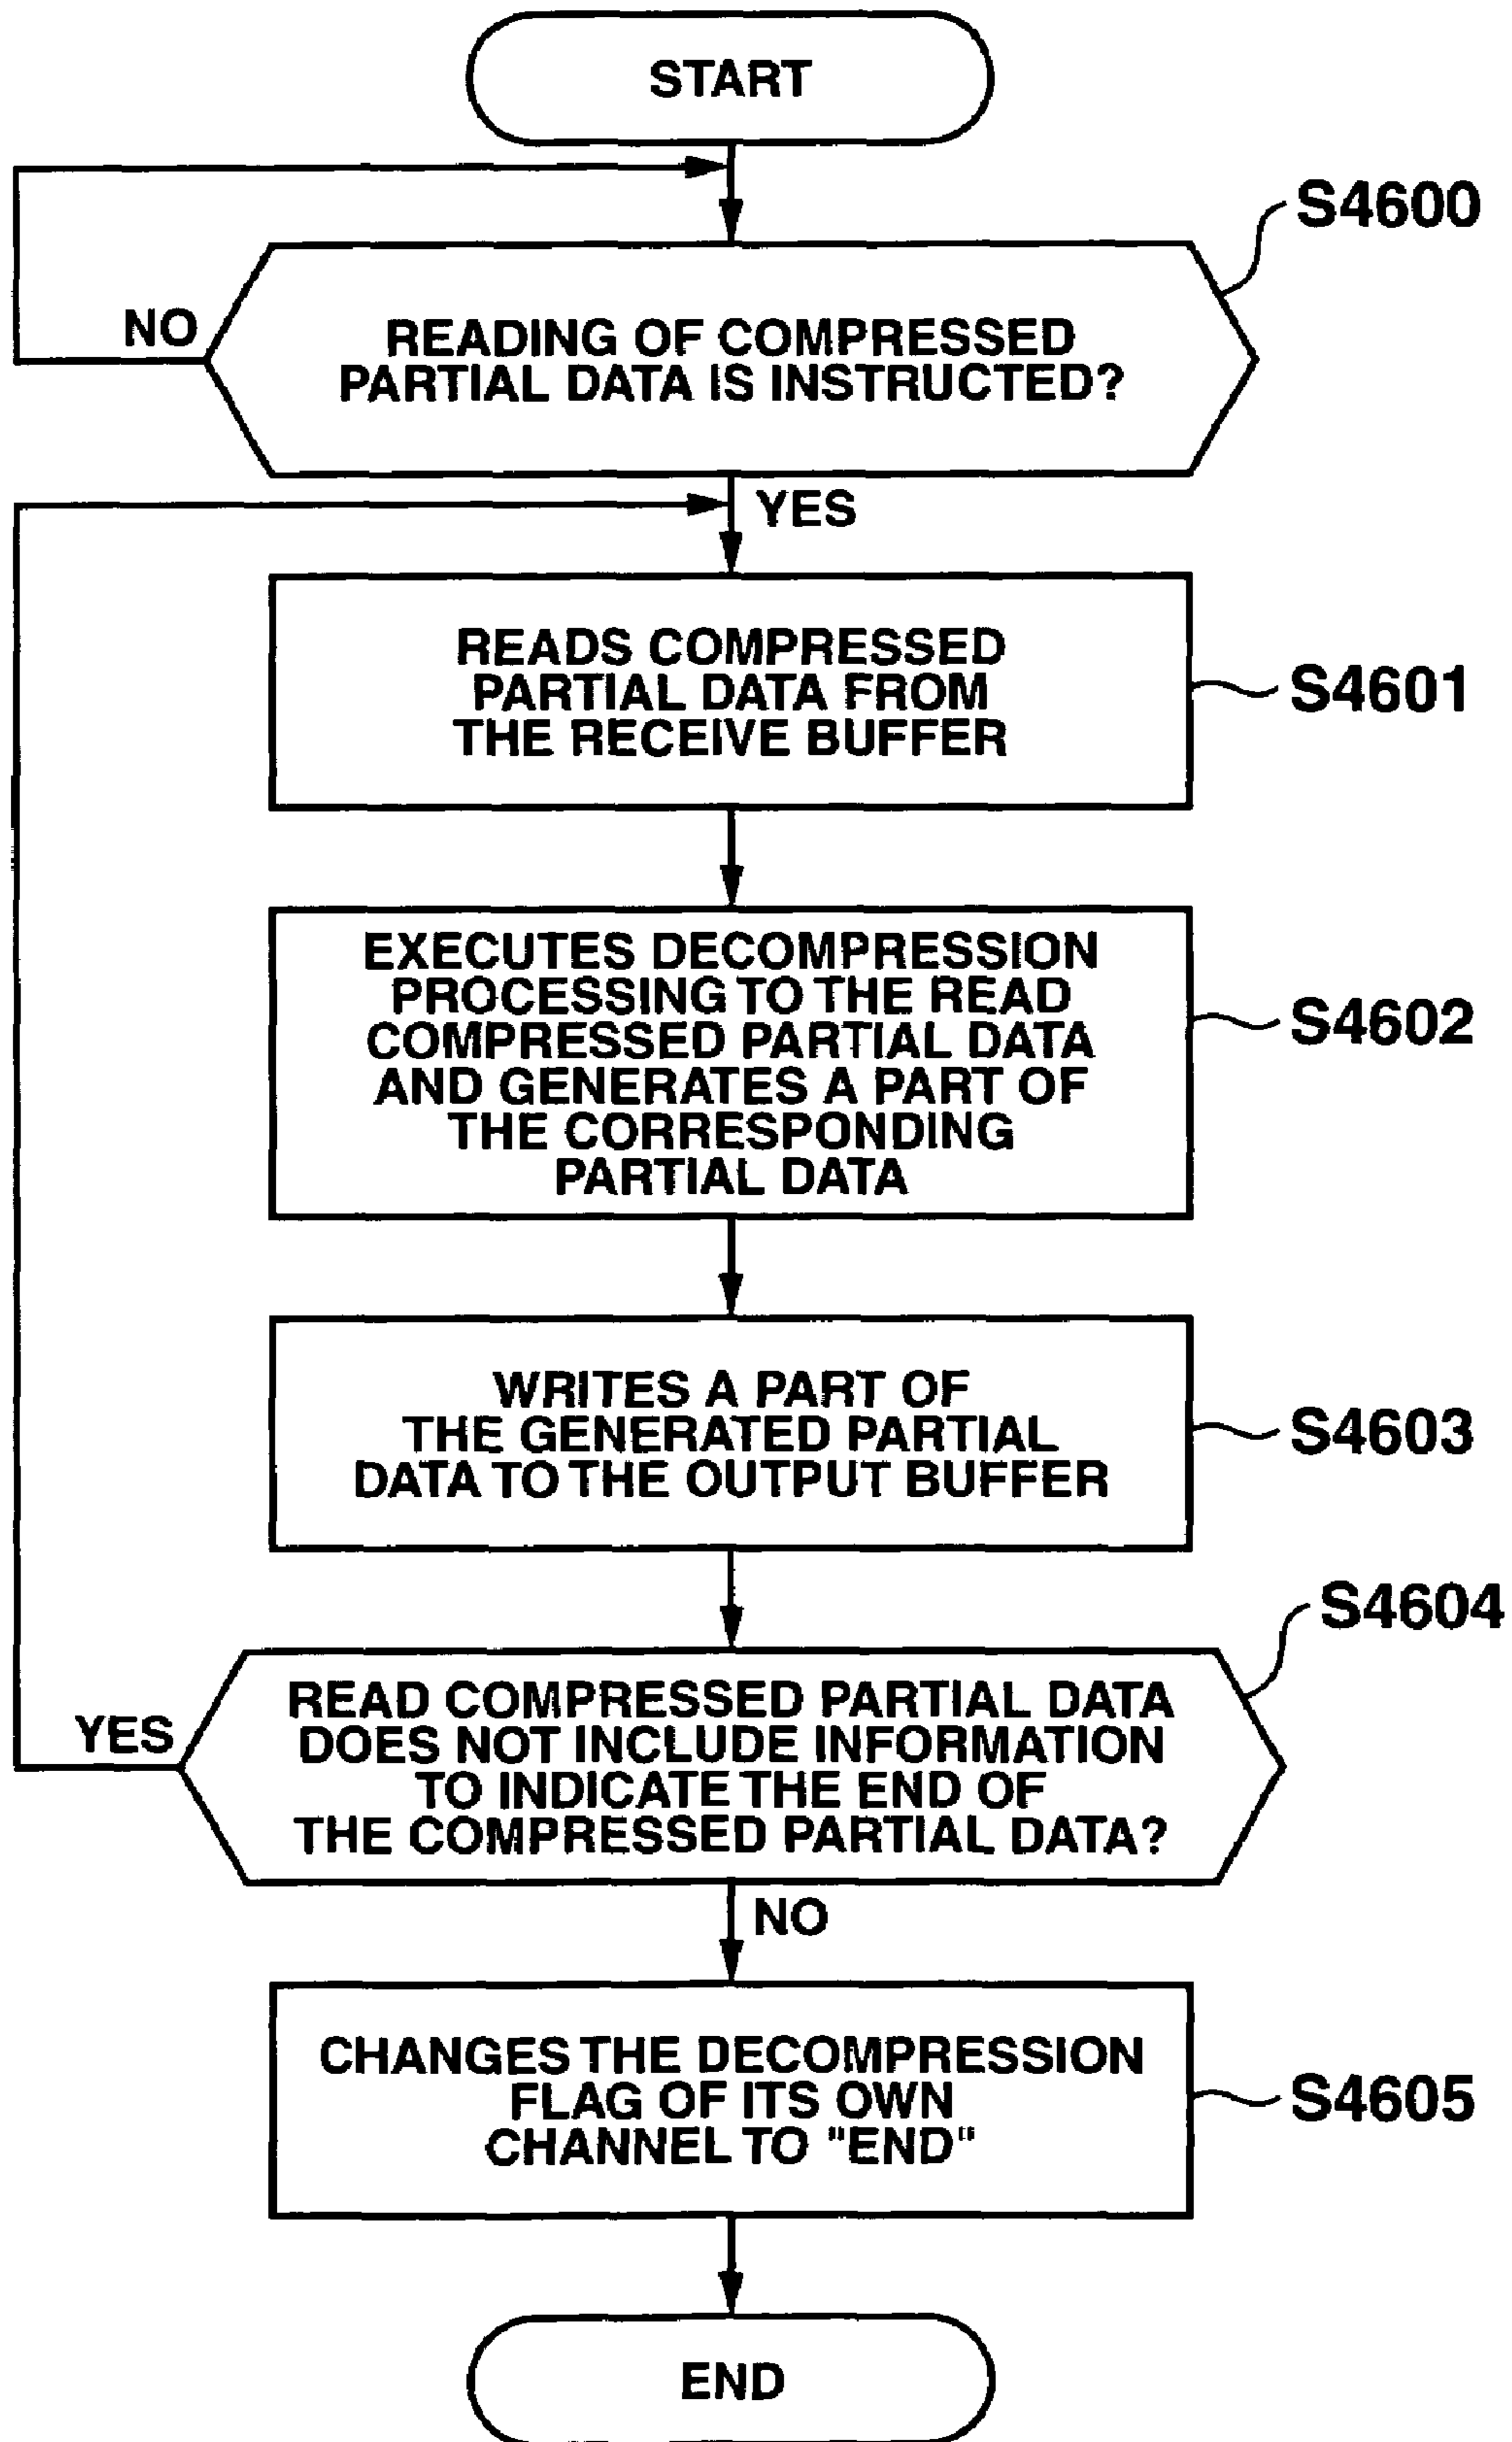 START
S4600
NO
READING OF COMPRESSED
PARTIAL DATA IS INSTRUCTED?
YES
READS COMPRESSED
PARTIAL DATA FROM
THE RECEIVE BUFFER
S4601
EXECUTES DECOMPRESSION
PROCESSING TO THE READ
COMPRESSED PARTIAL DATA
AND GENERATES A PART OF
THE CORRESPONDING
PARTIAL DATA
S4602
WRITES A PART OF
THE GENERATED PARTIAL
DATA TO THE OUTPUT BUFFER
S4603
S4604
YES
READ COMPRESSED PARTIAL DATA
DOES NOT INCLUDE INFORMATION
TO INDICATE THE END OF
THE COMPRESSED PARTIAL DATA?
NO
CHANGES THE DECOMPRESSION
FLAG OF ITS OWN
CHANNEL TO "END"
S4605
END